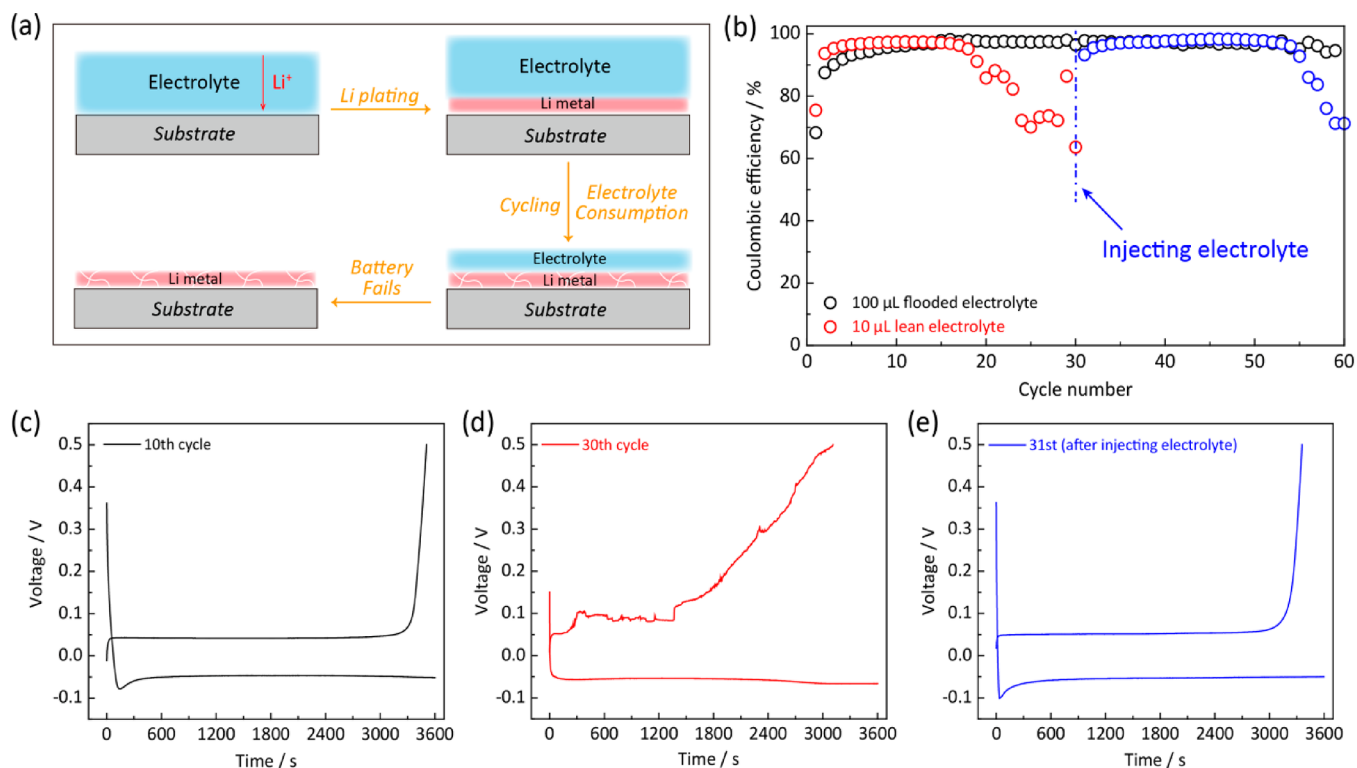 (a)
Electrolyte
Li⁺
Substrate
Li plating
Electrolyte
Li metal
Substrate
Cycling
Electrolyte
Consumption
Electrolyte
Li metal
Substrate
Battery
Fails
Li metal
Substrate
(b)
Coulombic efficiency / %
100
80
60
40
20
0
Injecting electrolyte
100 µL flooded electrolyte
10 µL lean electrolyte
0 10 20 30 40 50 60
Cycle number
(c)
10th cycle
Voltage / V
0.5
0.4
0.3
0.2
0.1
0.0
-0.1
0 600 1200 1800 2400 3000 3600
Time / s
(d)
30th cycle
Voltage / V
0.5
0.4
0.3
0.2
0.1
0.0
-0.1
0 600 1200 1800 2400 3000 3600
Time / s
(e)
31st (after injecting electrolyte)
Voltage / V
0.5
0.4
0.3
0.2
0.1
0.0
-0.1
0 600 1200 1800 2400 3000 3600
Time / s